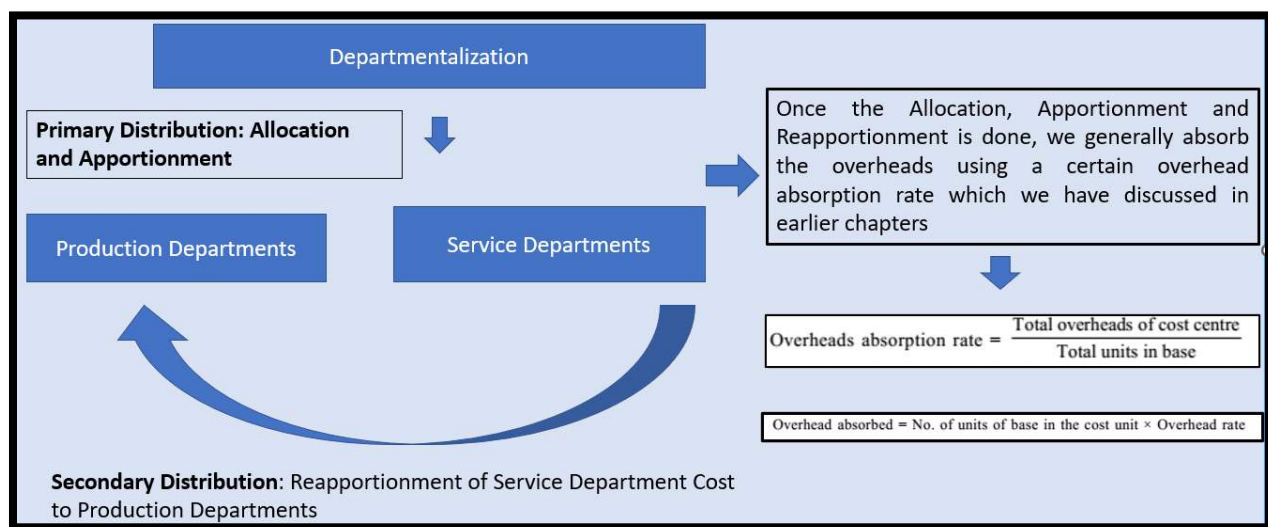 Departmentalization
Primary Distribution: Allocation
and Apportionment
Production Departments
Service Departments
Once the Allocation, Apportionment and
Reapportionment is done, we generally absorb
the overheads using a certain overhead
absorption rate which we have discussed in
earlier chapters
Overheads absorption rate = Total overheads of cost centre
Total units in base
Overhead absorbed = No. of units of base in the cost unit × Overhead rate
Secondary Distribution: Reapportionment of Service Department Cost
to Production Departments